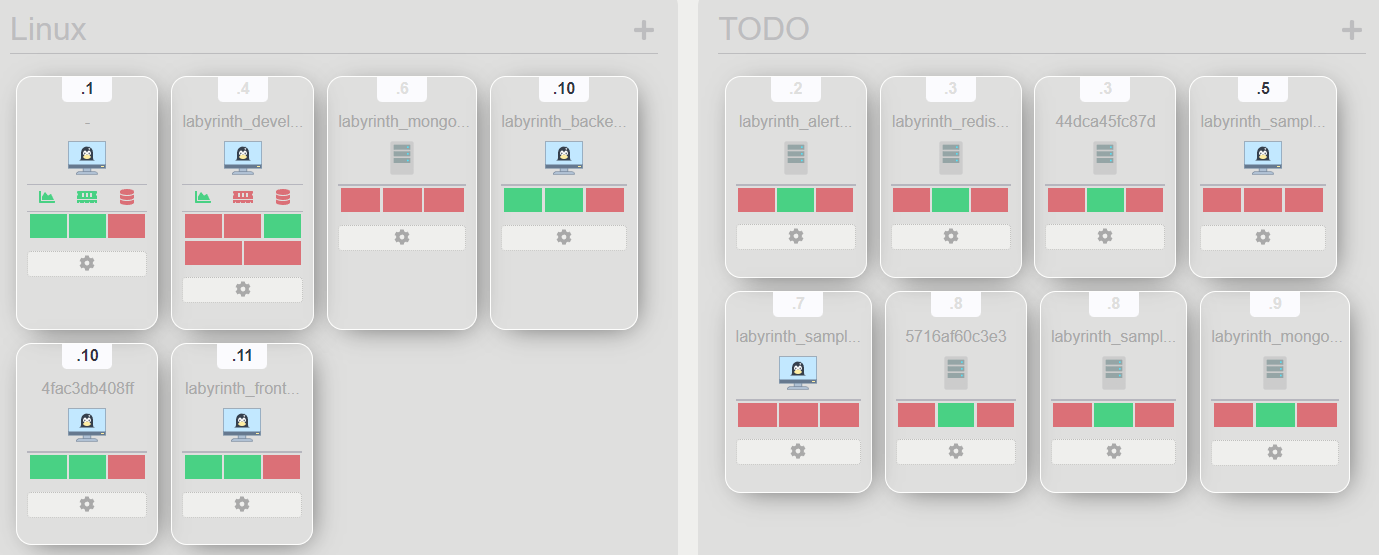 Linux
TODO
.1
.4
.6
.10
.2
.3
.3
.5
-
labyrinth_devel...
labyrinth_mongo...
labyrinth_backe...
labyrinth_alert...
labyrinth_redis...
44dca45fc87d
labyrinth_sampl...
.7
.8
.8
.9
labyrinth_sampl...
5716af60c3e3
labyrinth_sampl...
labyrinth_mongo...
.10
.11
4fac3db408ff
labyrinth_front...